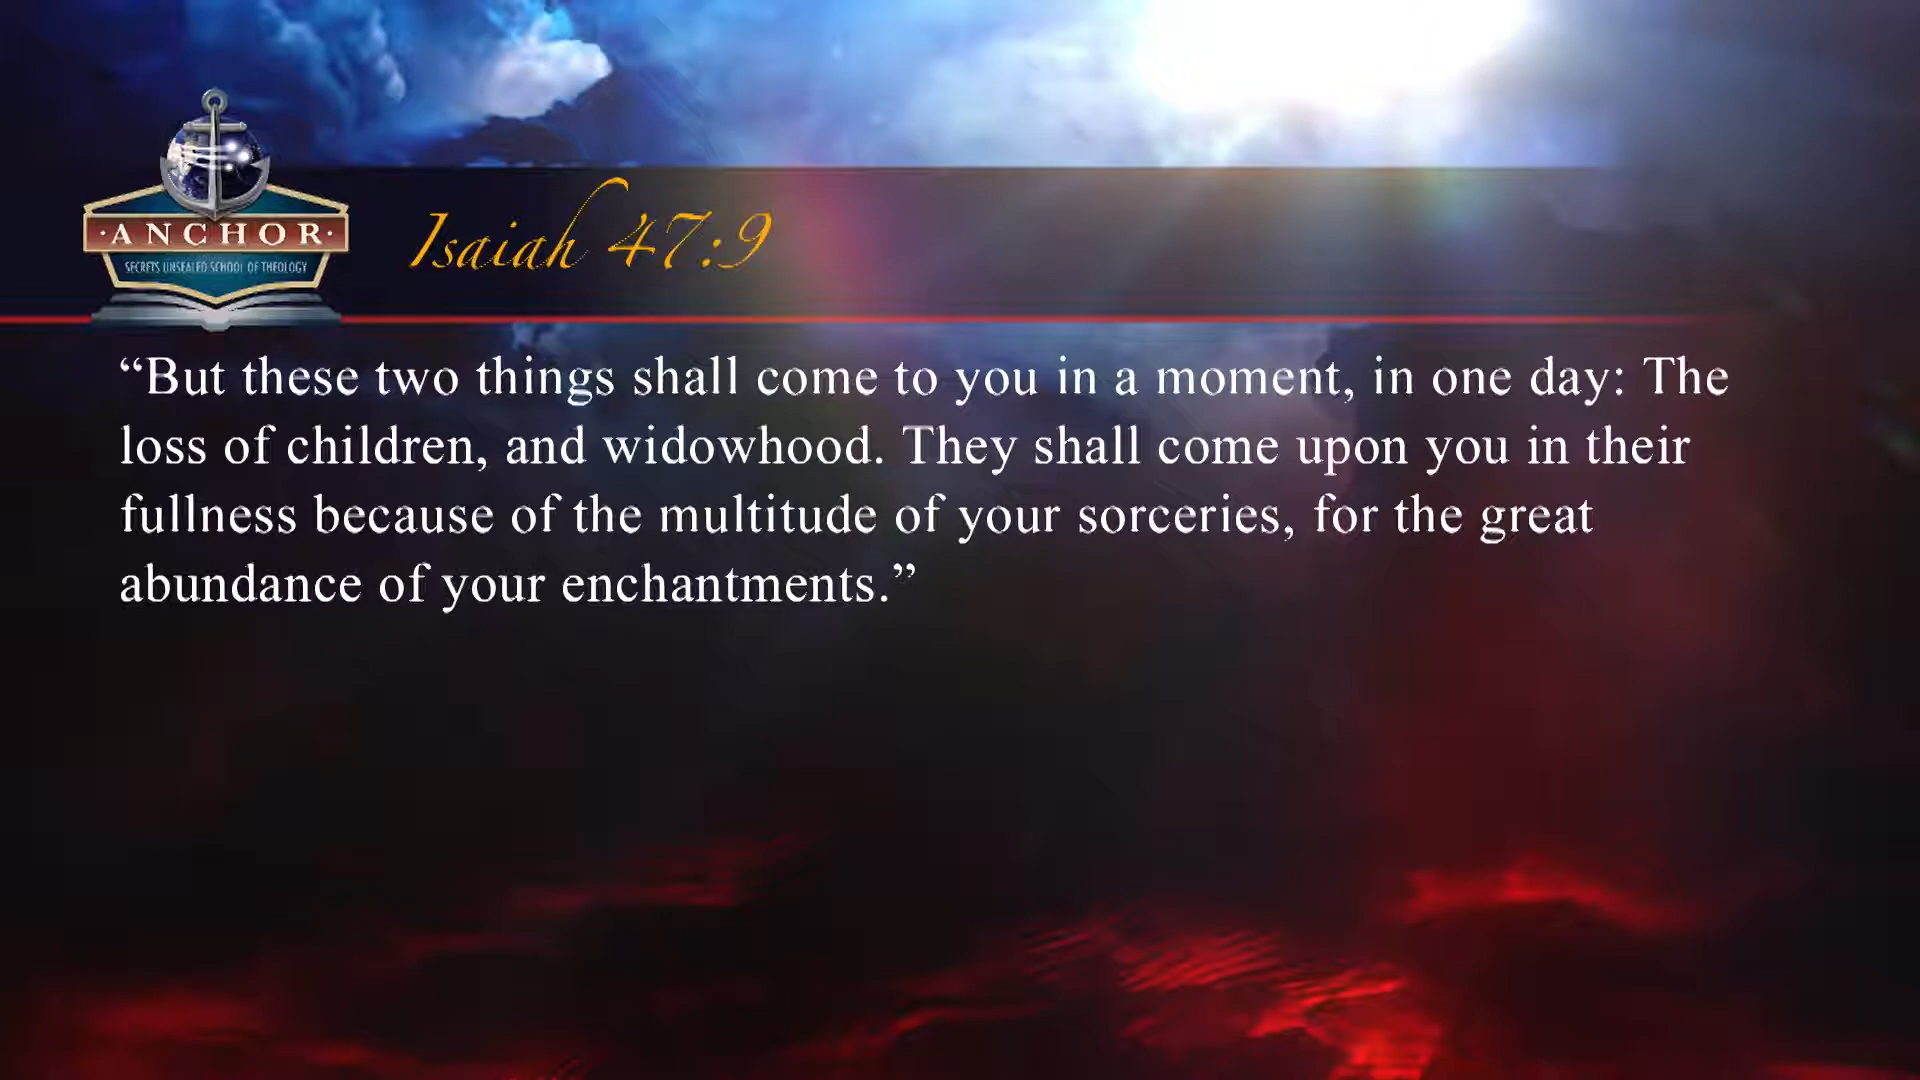 ·ANCHOR·
SECRETS UNSEALED SCHOOL OF THEOLOGY
Isaiah 47:9
“But these two things shall come to you in a moment, in one day: The
loss of children, and widowhood. They shall come upon you in their
fullness because of the multitude of your sorceries, for the great
abundance of your enchantments.”